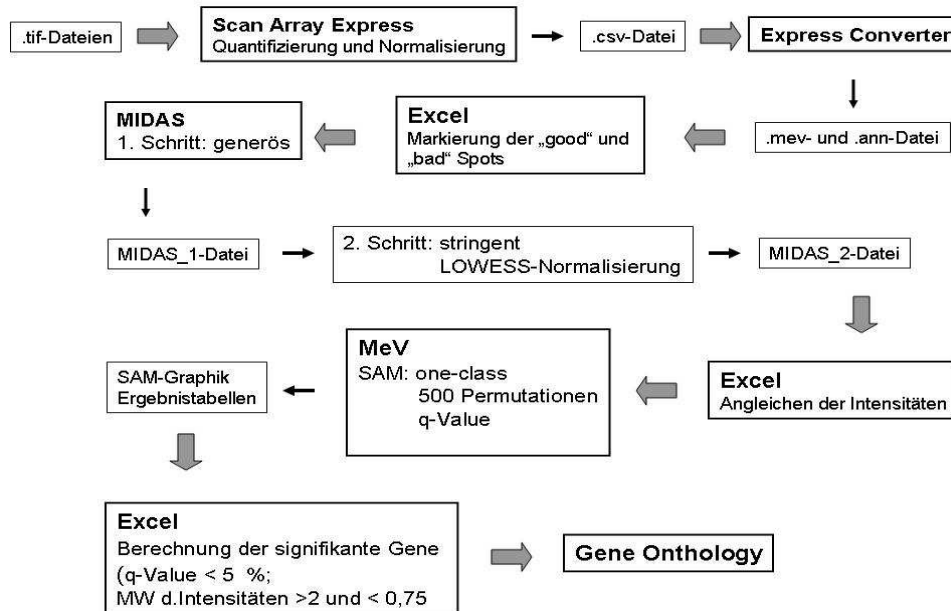 .tif-Dateien
Scan Array Express
Quantifizierung und Normalisierung
.csv-Datei
Express Converter
MIDAS
1. Schritt: generös
Excel
Markierung der „good“ und
„bad“ Spots
.mev- und .ann-Datei
MIDAS_1-Datei
2. Schritt: stringent
LOWESS-Normalisierung
MIDAS_2-Datei
SAM-Graphik
Ergebnistabellen
MeV
SAM: one-class
500 Permutationen
q-Value
Excel
Angleichen der Intensitäten
Excel
Berechnung der signifikante Gene
(q-Value < 5 %;
MW d.Intensitäten >2 und < 0,75
Gene Onthology